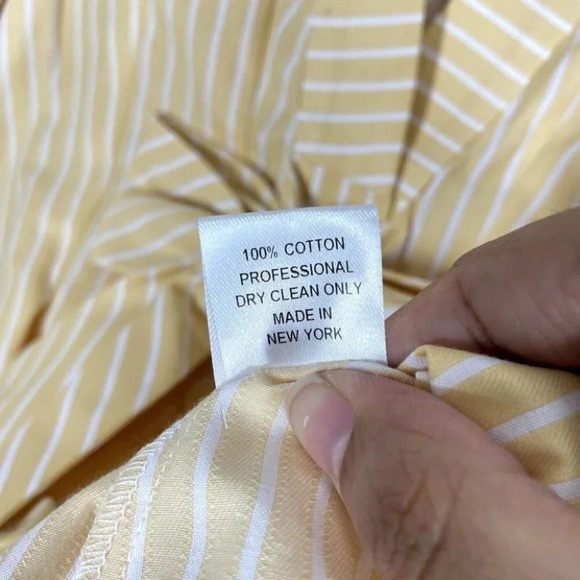 100% COTTON
PROFESSIONAL
DRY CLEAN ONLY
MADE IN
NEW YORK